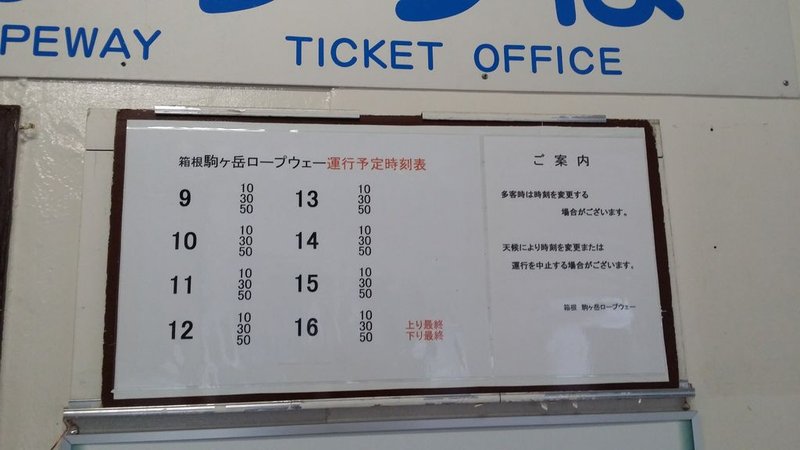 PEWAY TICKET OFFICE
箱根駒ヶ岳ロープウェー運行予定時刻表
9 10 30 50 13 10 30 50
10 10 30 50 14 10 30 50
11 10 30 50 15 10 30 50
12 10 30 50 16 10 30 上り最終 50 下り最終
ご案内
多客時は時刻を変更する
場合がございます。
天候により時刻を変更または
運行を中止する場合がございます。
箱根 駒ヶ岳ロープウェー